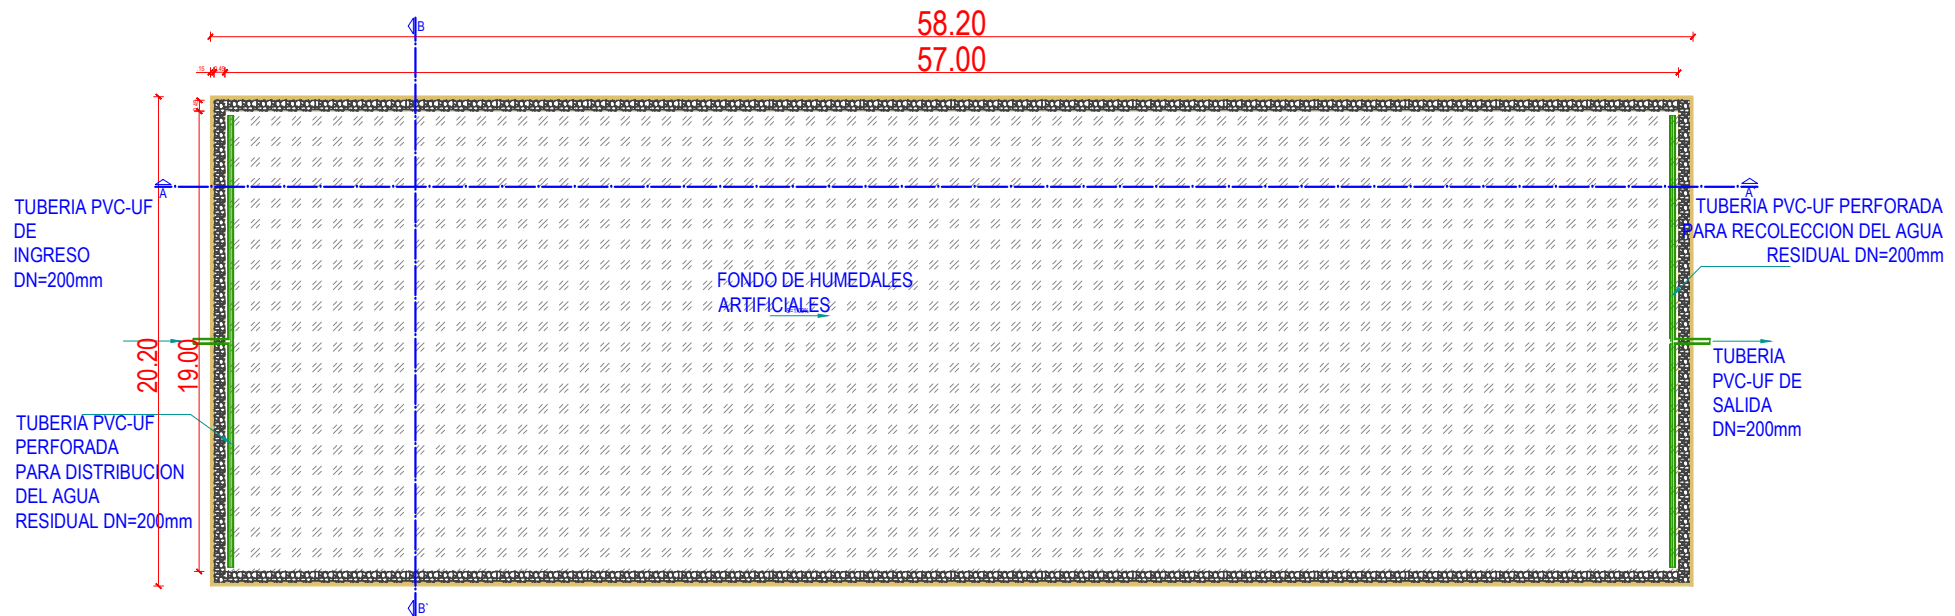 58.20
B
57.00
.15
A
A`
TUBERIA PVC-UF
DE
INGRESO
DN=200mm
TUBERIA PVC-UF PERFORADA
PARA RECOLECCION DEL AGUA
RESIDUAL DN=200mm
FONDO DE HUMEDALES
ARTIFICIALES
20.20
19.00
TUBERIA
PVC-UF DE
SALIDA
DN=200mm
TUBERIA PVC-UF
PERFORADA
PARA DISTRIBUCION
DEL AGUA
RESIDUAL DN=200mm
B`